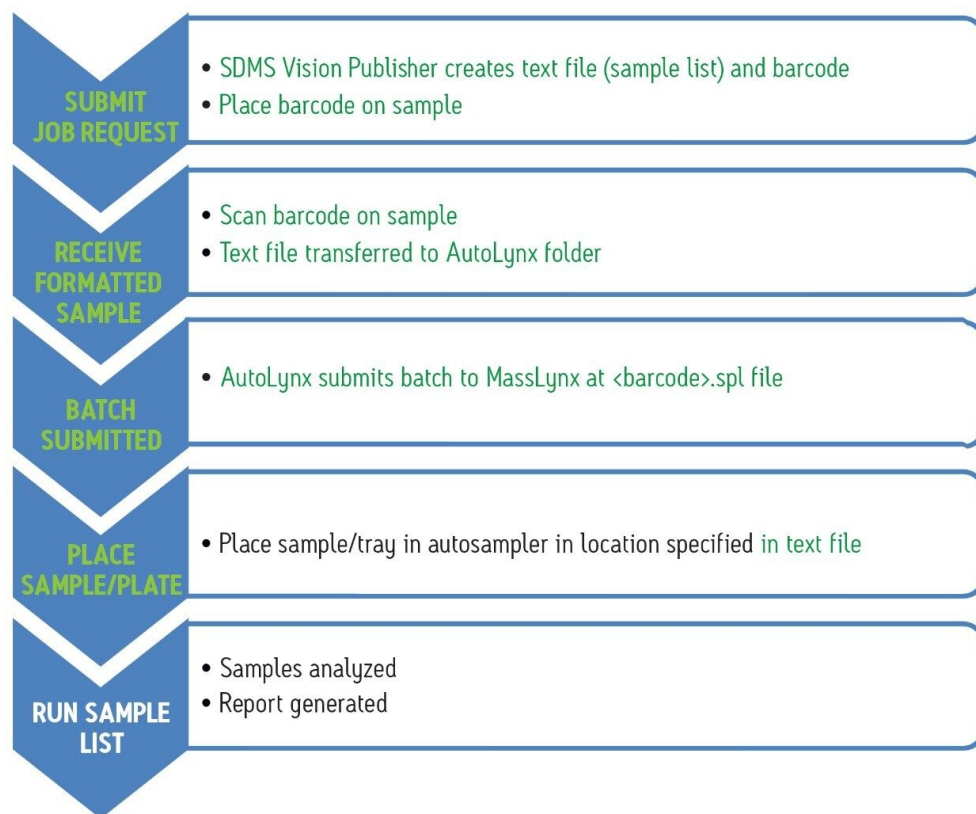 SUBMIT
JOB REQUEST
• SDMS Vision Publisher creates text file (sample list) and barcode
• Place barcode on sample
RECEIVE
FORMATTED
SAMPLE
• Scan barcode on sample
• Text file transferred to AutoLynx folder
BATCH
SUBMITTED
• AutoLynx submits batch to MassLynx at <barcode>.spl file
PLACE
SAMPLE/PLATE
• Place sample/tray in autosampler in location specified in text file
RUN SAMPLE
LIST
• Samples analyzed
• Report generated